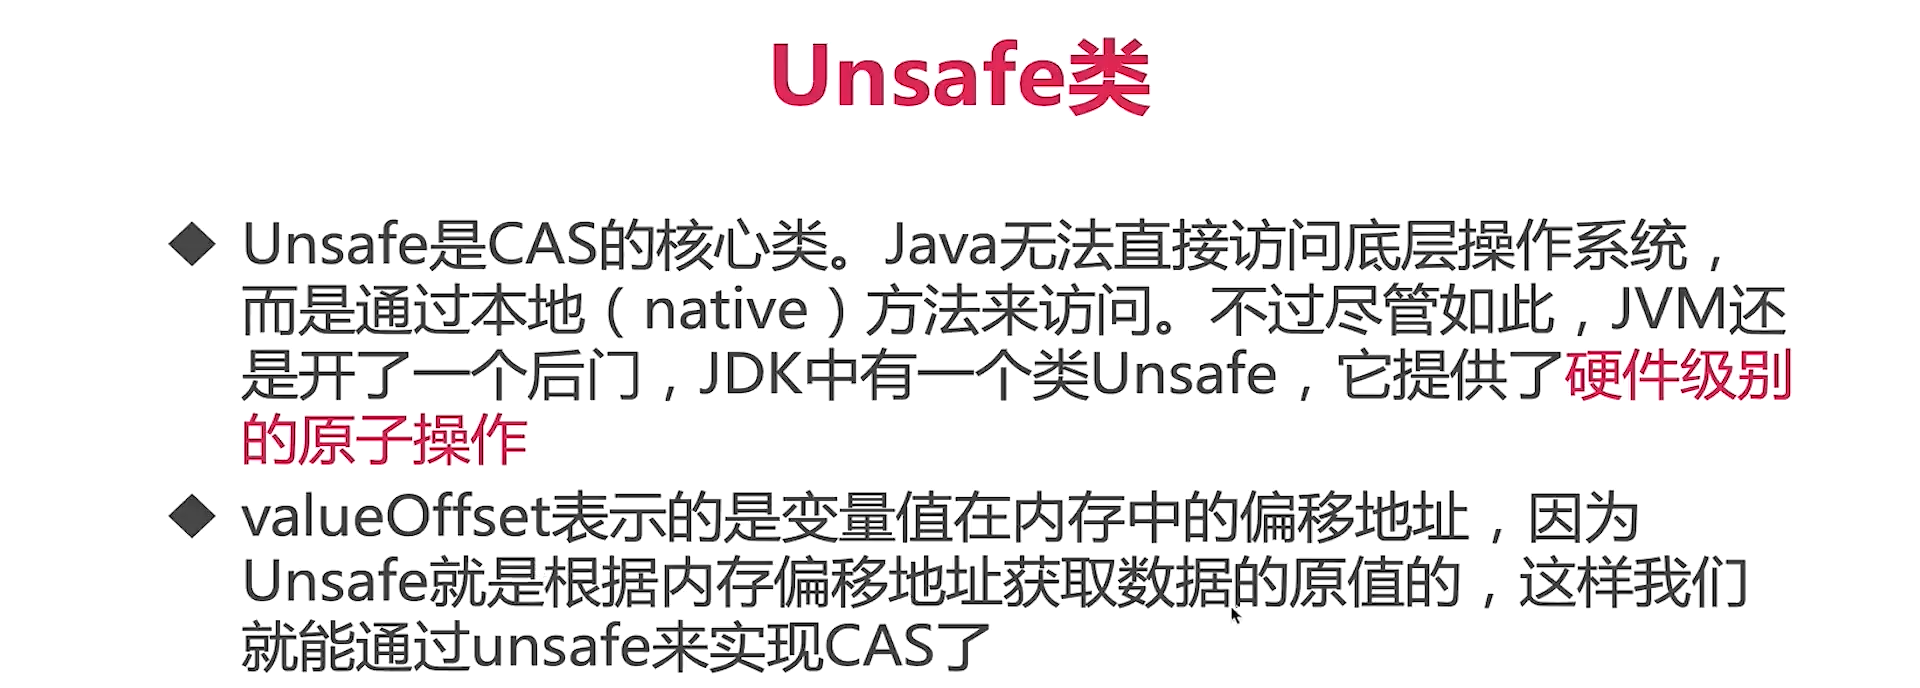 Unsafe类
◆ Unsafe是CAS的核心类。Java无法直接访问底层操作系统，
而是通过本地（native）方法来访问。不过尽管如此，JVM还
是开了一个后门，JDK中有一个类Unsafe，它提供了硬件级别
的原子操作
◆ valueOffset表示的是变量值在内存中的偏移地址，因为
Unsafe就是根据内存偏移地址获取数据的原值的，这样我们
就能通过unsafe来实现CAS了